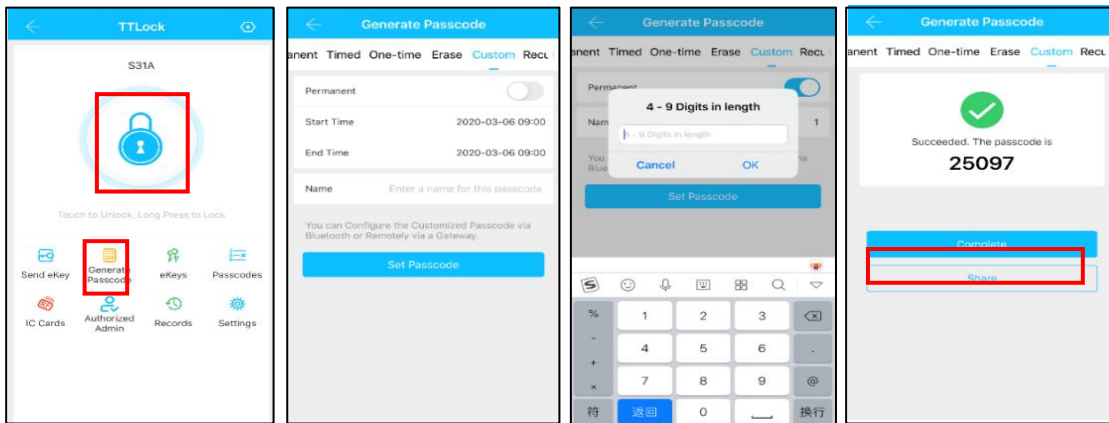 TTLock
S31A
Touch to Unlock, Long Press to Lock
Send eKey
Generate
Passcode
eKeys
Passcodes
IC Cards
Authorized
Admin
Records
Settings
Generate Passcode
anent Timed One-time Erase Custom Recu
Permanent
Start Time 2020-03-06 09:00
End Time 2020-03-06 09:00
Name Enter a name for this passcode
You can Configure the Customized Passcode via
Bluetooth or Remotely via a Gateway.
Set Passcode
Generate Passcode
anent Timed One-time Erase Custom Recu
Permanent
4 - 9 Digits in length
Nam 1
4 - 9 Digits in length
You via
Blue
Cancel OK
Set Passcode
S
% 1 2 3
- 4 5 6 .
+
× 7 8 9 @
符 返回 0 换行
Generate Passcode
anent Timed One-time Erase Custom Recu
Succeeded. The passcode is
25097
Complete
Share